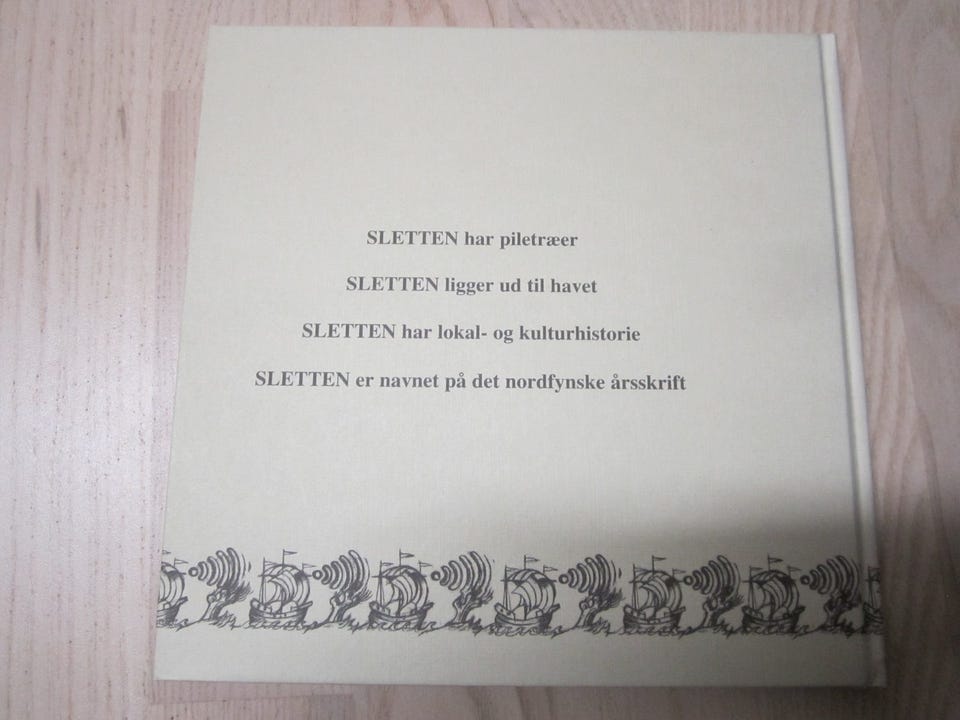 SLETTEN har piletræer
SLETTEN ligger ud til havet
SLETTEN har lokal- og kulturhistorie
SLETTEN er navnet på det nordfynske årsskrift